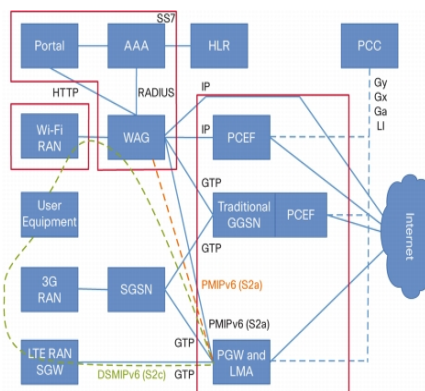 SS7
Portal
AAA
HLR
PCC
HTTP
RADIUS
IP
Gy
Gx
Ga
LI
Wi-Fi
RAN
WAG
IP
PCEF
GTP
User
Equipment
Traditional
GGSN
PCEF
Internet
GTP
3G
RAN
SGSN
PMIPv6 (S2a)
PMIPv6 (S2a)
LTE RAN
SGW
GTP
DSMIPv6 (S2c)
GTP
PGW and
LMA